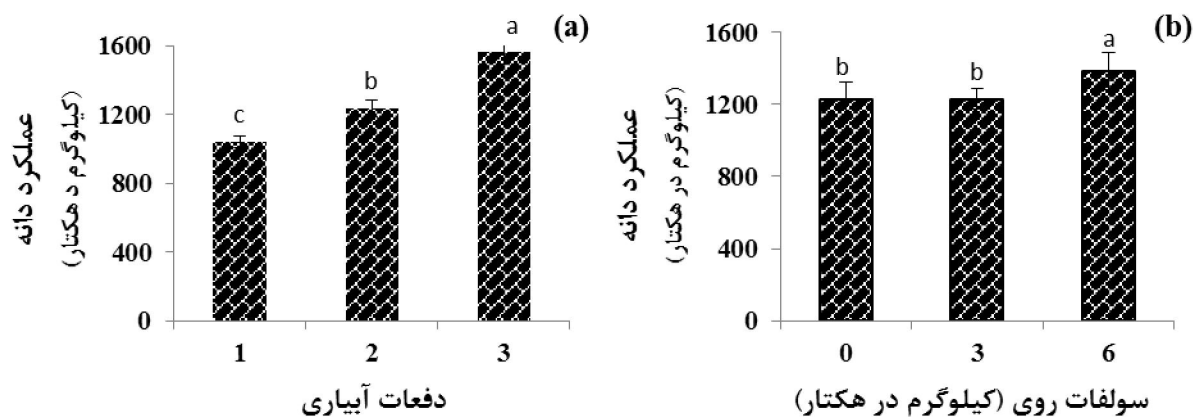 (a)
1600
1200
800
400
0
عملکرد دانه
(کیلوگرم د هکتار)
c
b
a
1 2 3
دفعات آبیاری
(b)
1600
1200
800
400
0
عملکرد دانه
(کیلوگرم در هکتار)
b
b
a
0 3 6
سولفات روی (کیلوگرم در هکتار)